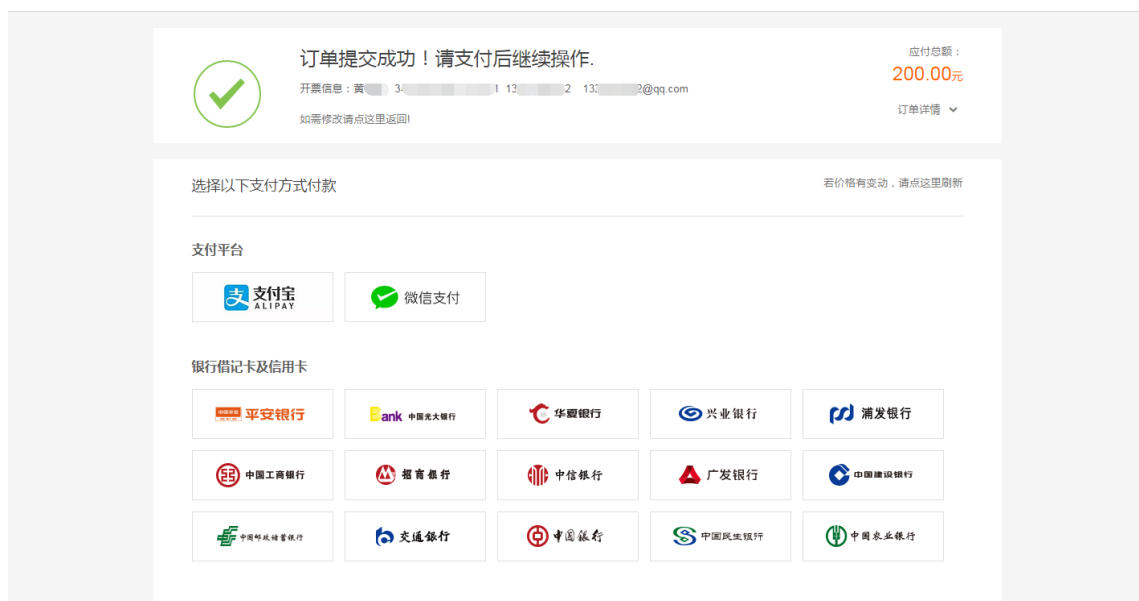 订单提交成功！请支付后继续操作.
应付总额：
200.00元
开票信息：黄 34 1 13 2 133 2@qq.com
订单详情
如需修改请点这里返回!
选择以下支付方式付款
若价格有变动，请点这里刷新
支付平台
支付宝
ALIPAY
微信支付
银行借记卡及信用卡
平安银行
Bank 中国光大银行
华夏银行
兴业银行
浦发银行
中国工商银行
招商银行
中信银行
广发银行
中国建设银行
中国邮政储蓄银行
交通银行
中国银行
中国民生银行
中国农业银行